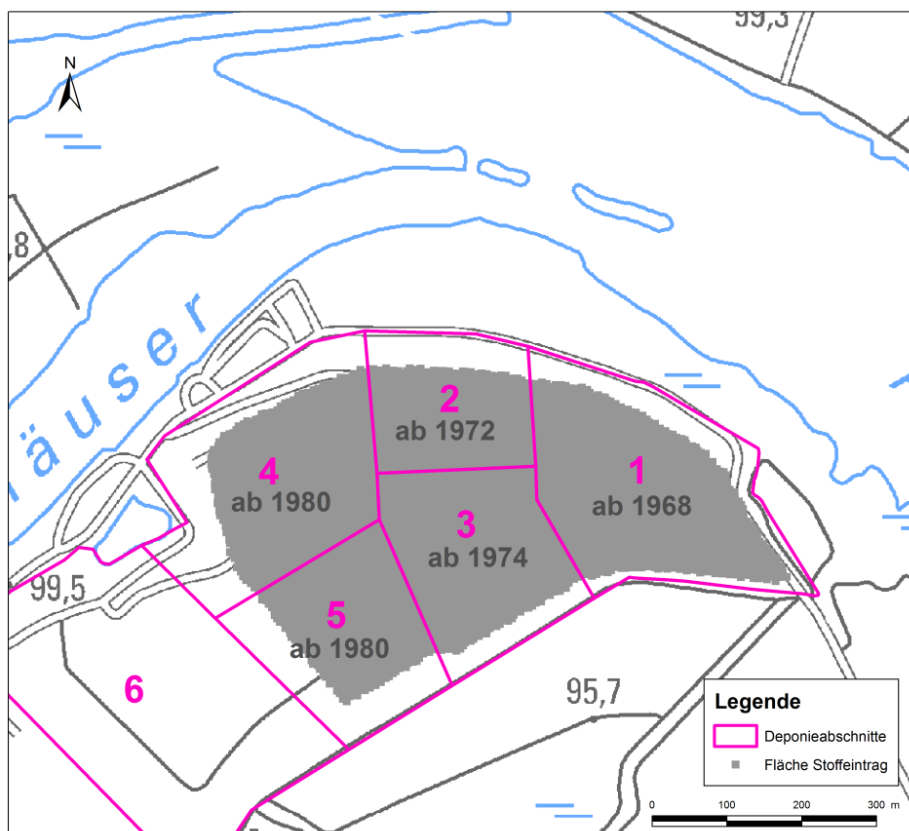 99,3
N
,8
häuser
2
ab 1972
4
ab 1980
1
ab 1968
3
ab 1974
99,5
5
ab 1980
6
95,7
Legende
Deponieabschnitte
Fläche Stoffeintrag
0 100 200 300 m